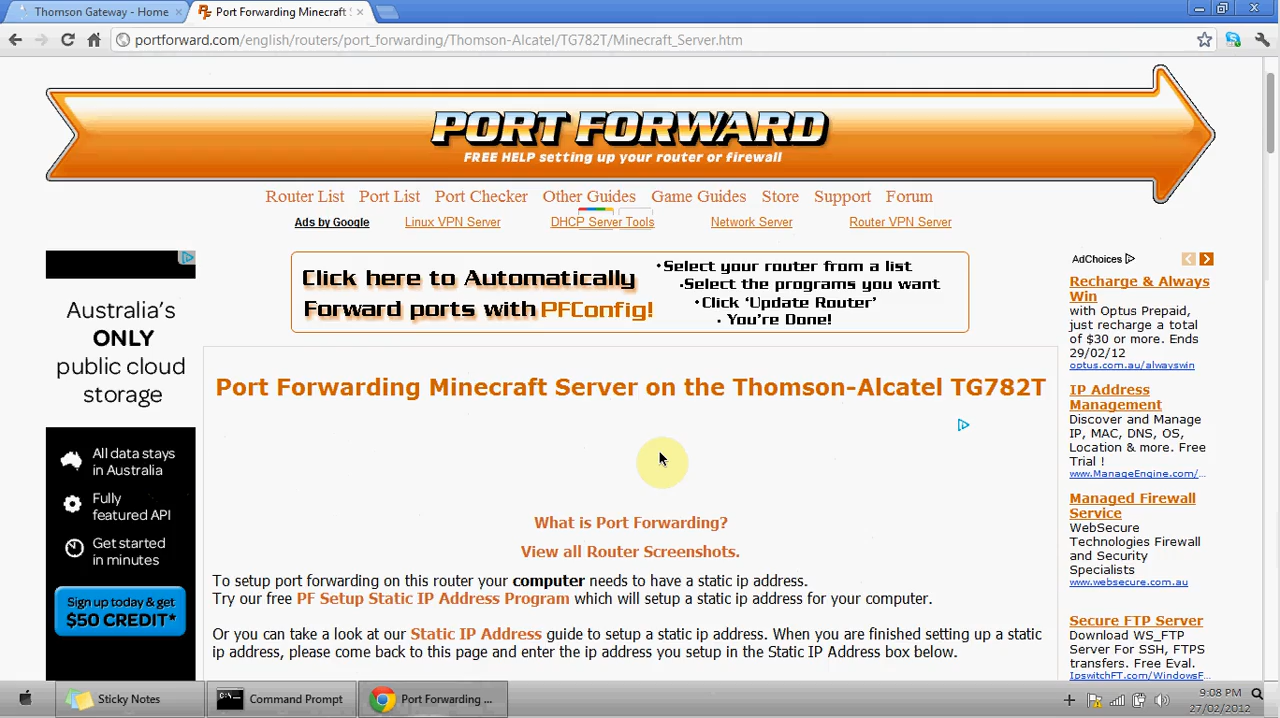 Thomson Gateway - Home
Port Forwarding Minecraft S
portforward.com/english/routers/port_forwarding/Thomson-Alcatel/TG782T/Minecraft_Server.htm
PORT FORWARD
FREE HELP setting up your router or firewall
Router List Port List Port Checker Other Guides Game Guides Store Support Forum
Ads by Google Linux VPN Server DHCP Server Tools Network Server Router VPN Server
Click here to Automatically
Forward ports with PFConfig!
•Select your router from a list
•Select the programs you want
•Click 'Update Router'
• You're Done!
Australia's
ONLY
public cloud
storage
All data stays
in Australia
Fully
featured API
Get started
in minutes
Sign up today & get
$50 CREDIT*
Port Forwarding Minecraft Server on the Thomson-Alcatel TG782T
What is Port Forwarding?
View all Router Screenshots.
To setup port forwarding on this router your computer needs to have a static ip address.
Try our free PF Setup Static IP Address Program which will setup a static ip address for your computer.
Or you can take a look at our Static IP Address guide to setup a static ip address. When you are finished setting up a static
ip address, please come back to this page and enter the ip address you setup in the Static IP Address box below.
AdChoices
Recharge & Always
Win
with Optus Prepaid,
just recharge a total
of $30 or more. Ends
29/02/12
optus.com.au/alwayswin
IP Address
Management
Discover and Manage
IP, MAC, DNS, OS,
Location & more. Free
Trial !
www.ManageEngine.com/...
Managed Firewall
Service
WebSecure
Technologies Firewall
and Security
Specialists
www.websecure.com.au
Secure FTP Server
Download WS_FTP
Server For SSH, FTPS
transfers. Free Eval.
IpswitchFT.com/WindowsF...
Sticky Notes
Command Prompt
Port Forwarding ...
9:08 PM
27/02/2012